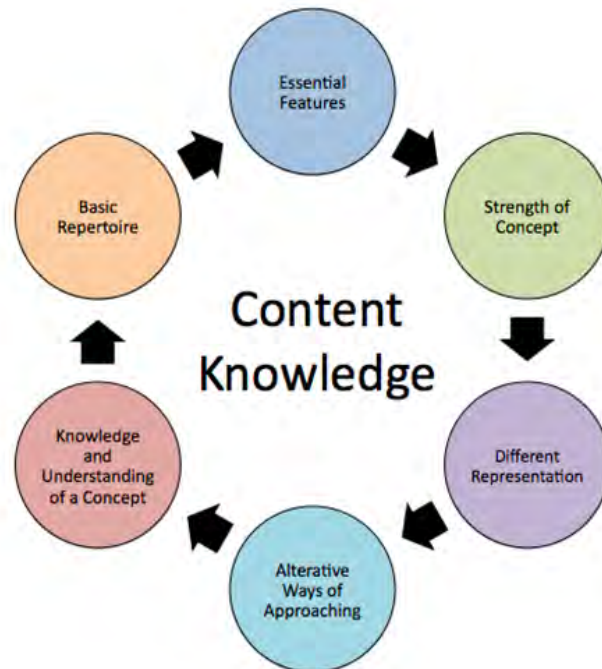 Essential
Features
Strength of
Concept
Different
Representation
Alterative
Ways of
Approaching
Knowledge
and
Understanding
of a Concept
Basic
Repertoire
Content
Knowledge